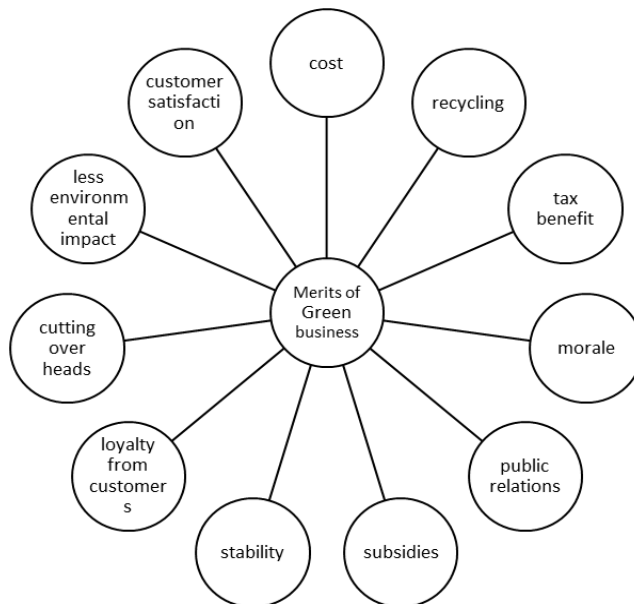 cost
recycling
tax
benefit
morale
public
relations
subsidies
stability
loyalty
from
customer
s
cutting
over
heads
less
environm
ental
impact
customer
satisfacti
on
Merits of
Green
business